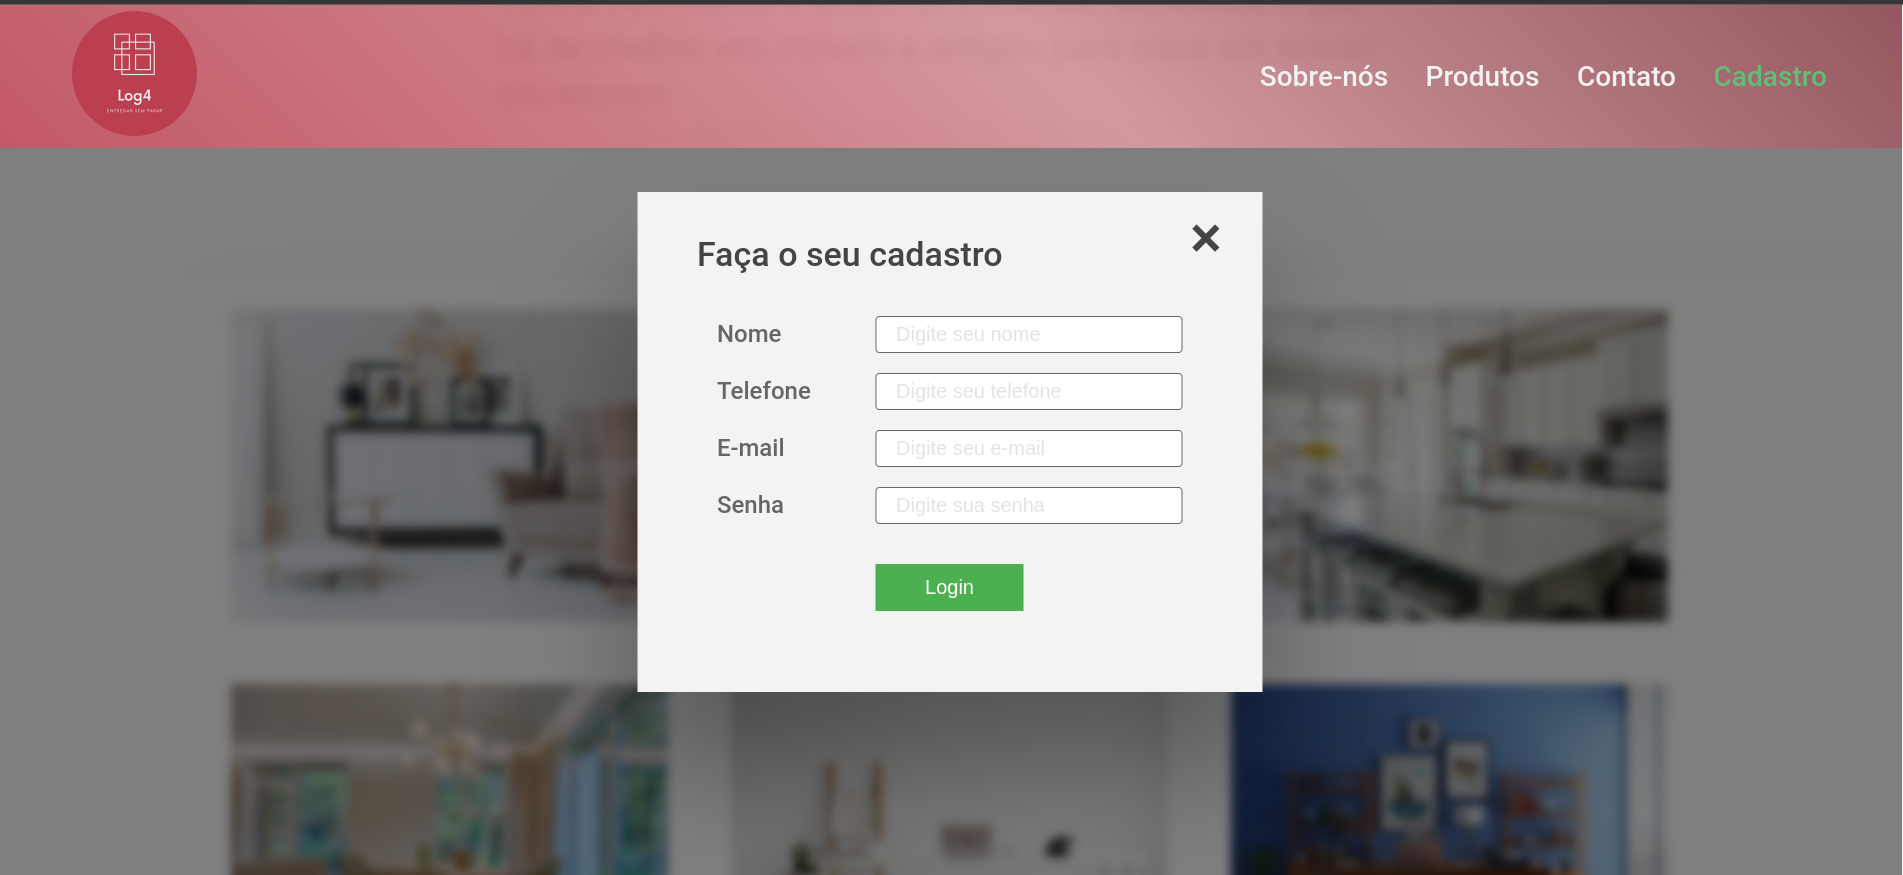 Log4
ENTREGAR SEM PARAR
Sobre-nós
Produtos
Contato
Cadastro
Faça o seu cadastro
Nome
Digite seu nome
Telefone
Digite seu telefone
E-mail
Digite seu e-mail
Senha
Digite sua senha
Login